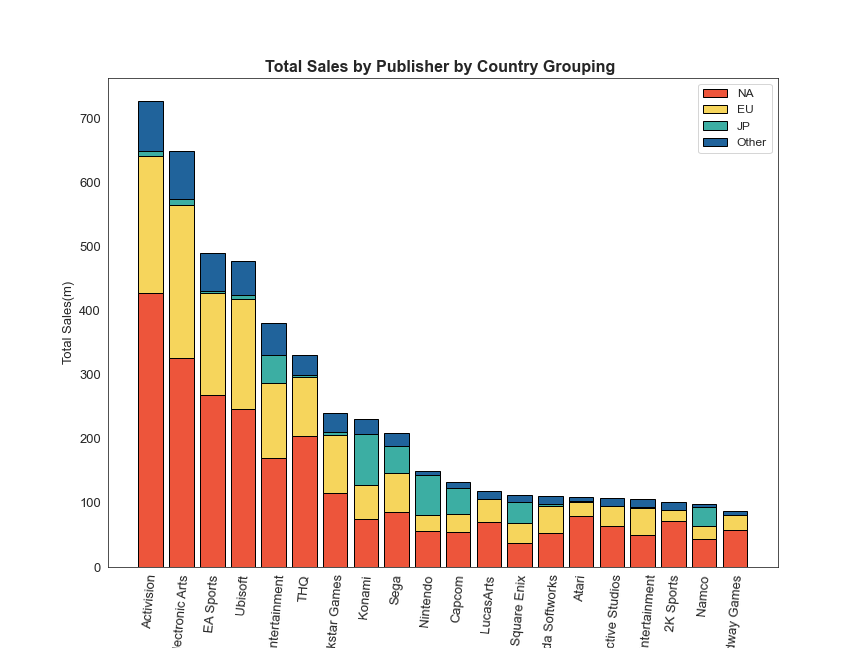 Total Sales by Publisher by Country Grouping
NA
EU
JP
Other
700
600
500
400
300
200
100
0
Total Sales(m)
Activision
lectronic Arts
EA Sports
Ubisoft
ntertainment
THQ
kstar Games
Konami
Sega
Nintendo
Capcom
LucasArts
Square Enix
da Softworks
Atari
ctive Studios
ntertainment
2K Sports
Namco
dway Games